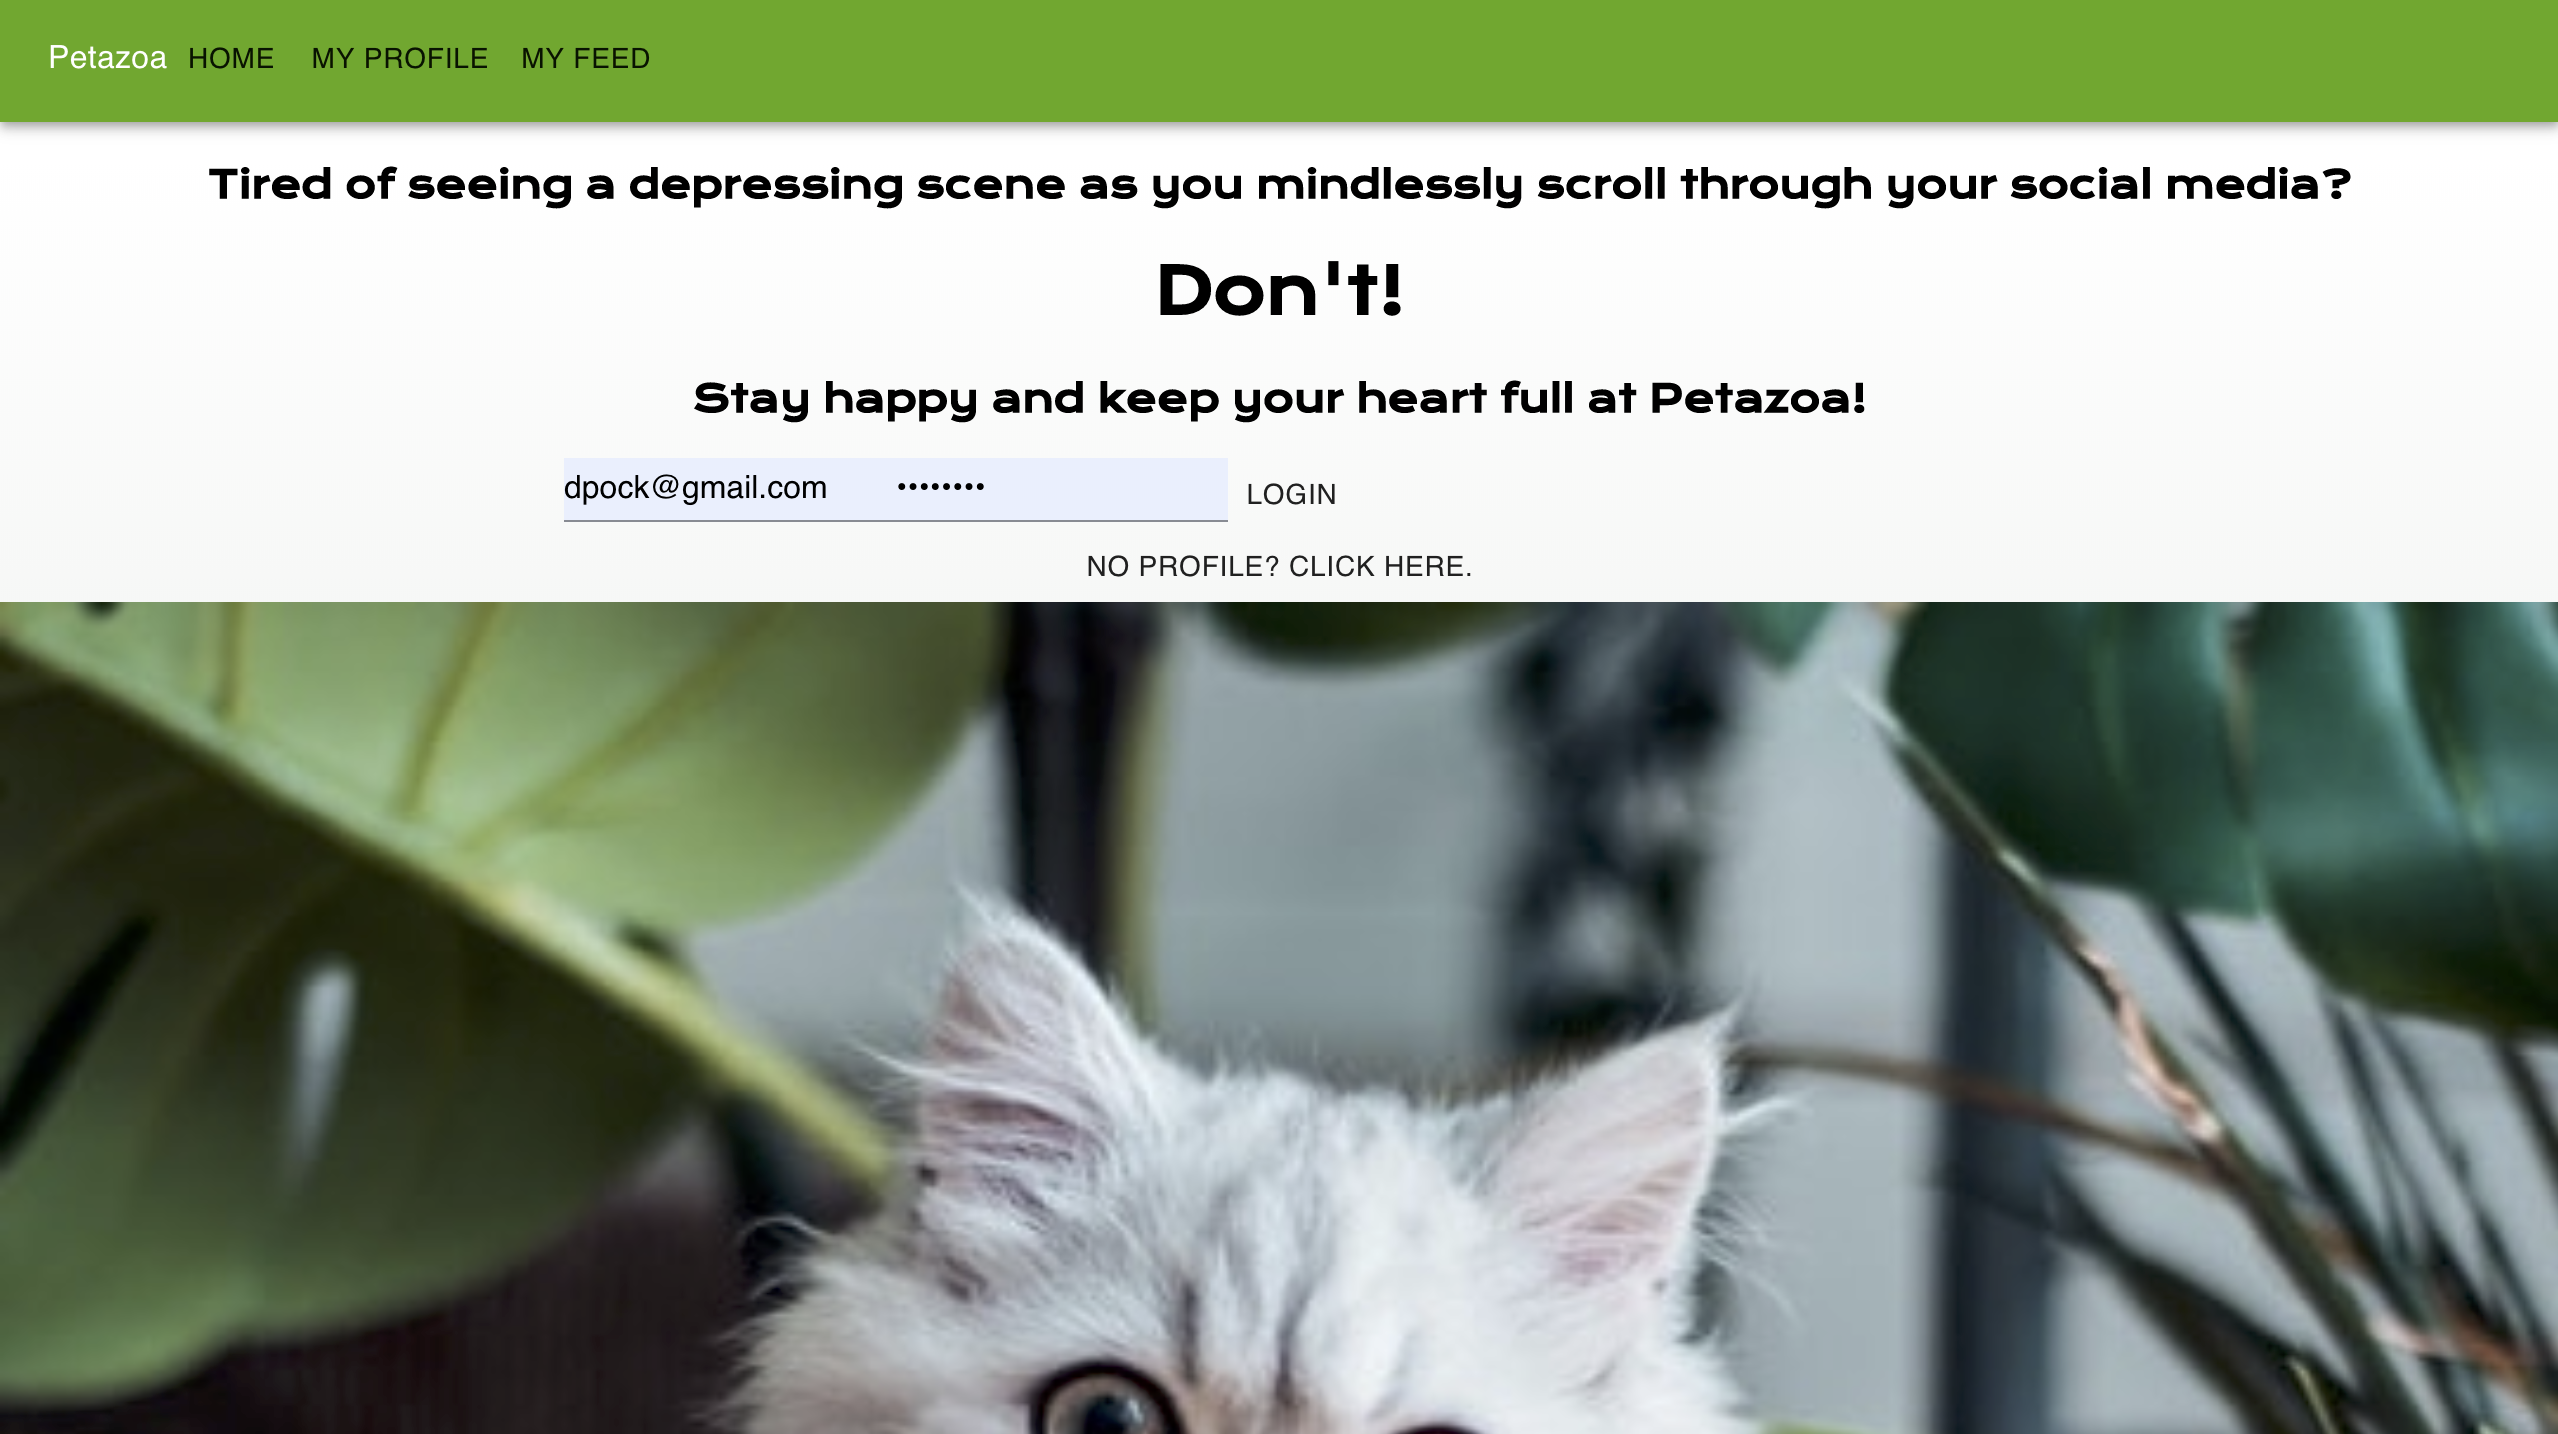 Petazoa HOME MY PROFILE MY FEED
Tired of seeing a depressing scene as you mindlessly scroll through your social media?
Don't!
Stay happy and keep your heart full at Petazoa!
dpock@gmail.com •••••••• LOGIN
NO PROFILE? CLICK HERE.